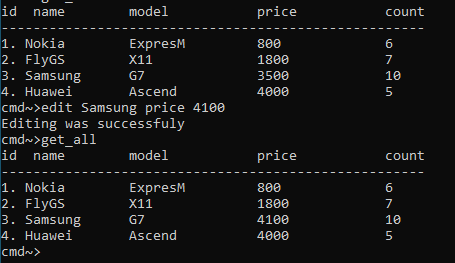 id  name        model           price           count
-----------------------------------------------------
1. Nokia        ExpresM         800             6
2. FlyGS        X11             1800            7
3. Samsung      G7              3500            10
4. Huawei       Ascend          4000            5
cmd~>edit Samsung price 4100
Editing was successfuly
cmd~>get_all
id  name        model           price           count
-----------------------------------------------------
1. Nokia        ExpresM         800             6
2. FlyGS        X11             1800            7
3. Samsung      G7              4100            10
4. Huawei       Ascend          4000            5
cmd~>